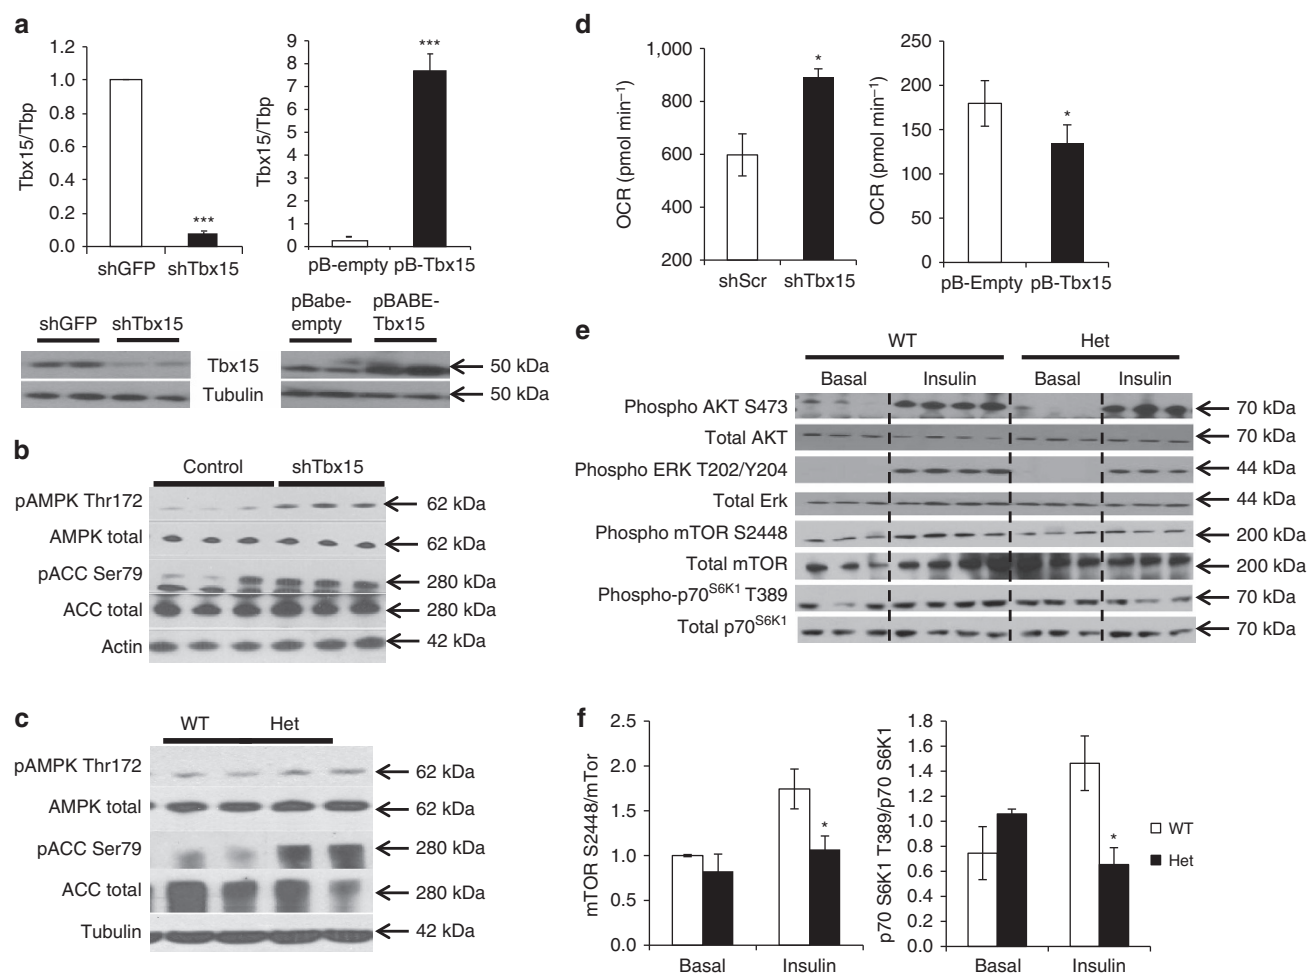 a
Tbx15/Tbp
1.2
1.0
0.8
0.6
0.4
0.2
0.0
***
shGFP shTbx15
Tbx15/Tbp
9
8
7
6
5
4
3
2
1
0
***
pB-empty pB-Tbx15
shGFP shTbx15
pBabe-
empty
pBABE-
Tbx15
Tbx15
50 kDa
Tubulin
50 kDa
b
Control shTbx15
pAMPK Thr172
62 kDa
AMPK total
62 kDa
pACC Ser79
280 kDa
ACC total
280 kDa
Actin
42 kDa
c
WT Het
pAMPK Thr172
62 kDa
AMPK total
62 kDa
pACC Ser79
280 kDa
ACC total
280 kDa
Tubulin
42 kDa
d
OCR (pmol min⁻¹)
1,000
800
600
400
200
*
shScr shTbx15
OCR (pmol min⁻¹)
250
200
150
100
50
0
*
pB-Empty pB-Tbx15
e
WT Het
Basal Insulin Basal Insulin
Phospho AKT S473
70 kDa
Total AKT
70 kDa
Phospho ERK T202/Y204
44 kDa
Total Erk
44 kDa
Phospho mTOR S2448
200 kDa
Total mTOR
200 kDa
Phospho-p70S6K1 T389
70 kDa
Total p70S6K1
70 kDa
f
mTOR S2448/mTor
2.5
2.0
1.5
1.0
0.5
0.0
*
Basal Insulin
p70 S6K1 T389/p70 S6K1
1.8
1.6
1.4
1.2
1.0
0.8
0.6
0.4
0.2
0.0
*
Basal Insulin
WT
Het